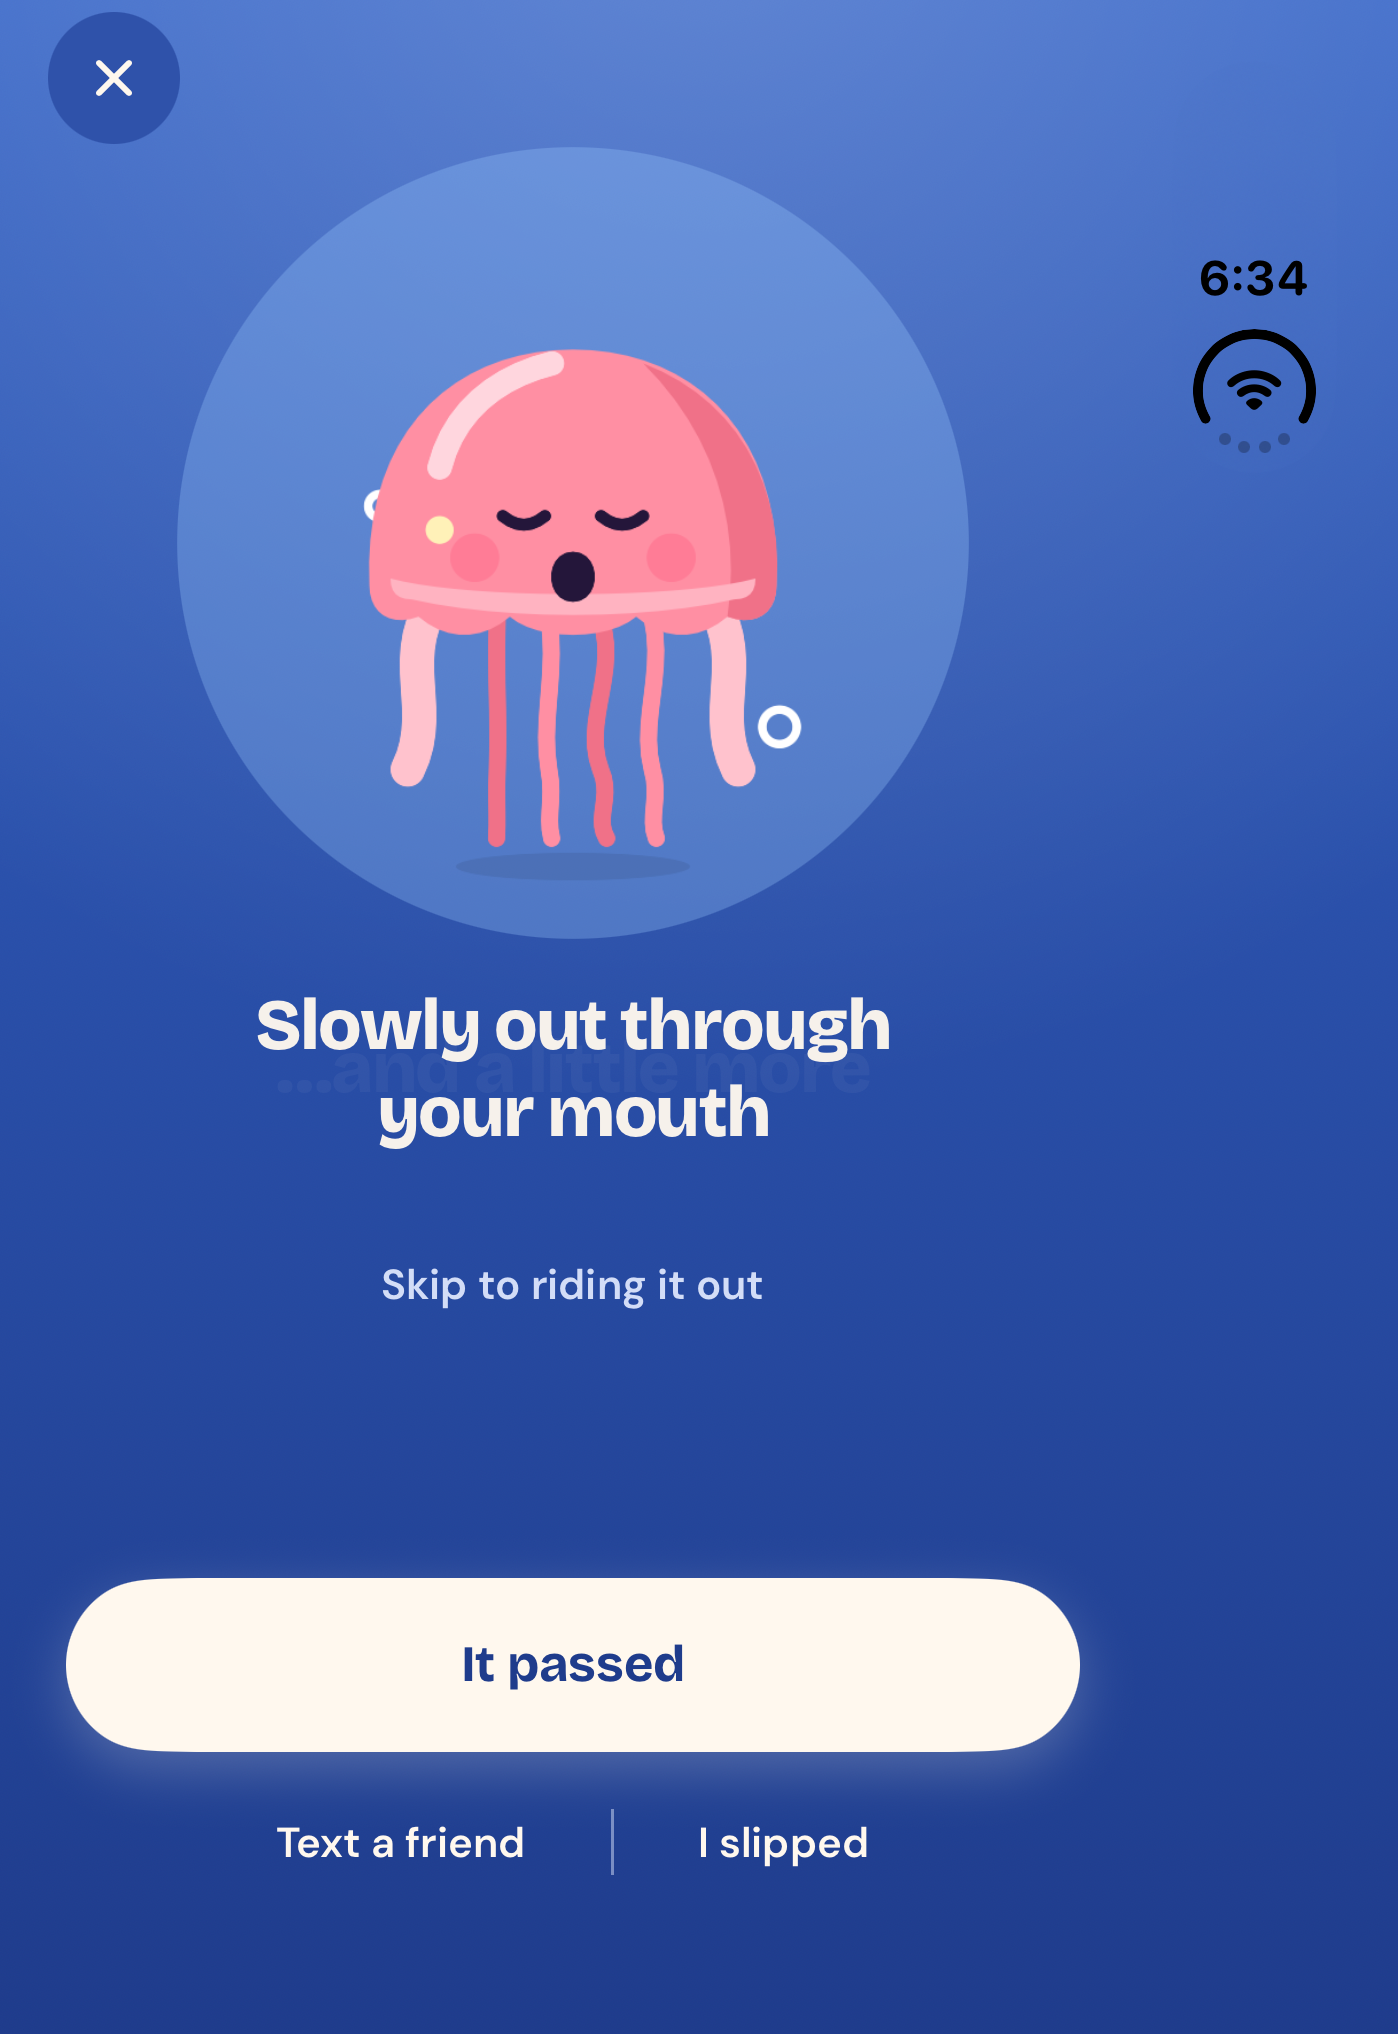 6:34
Slowly out through
...and a little more
your mouth
Skip to riding it out
It passed
Text a friend
I slipped